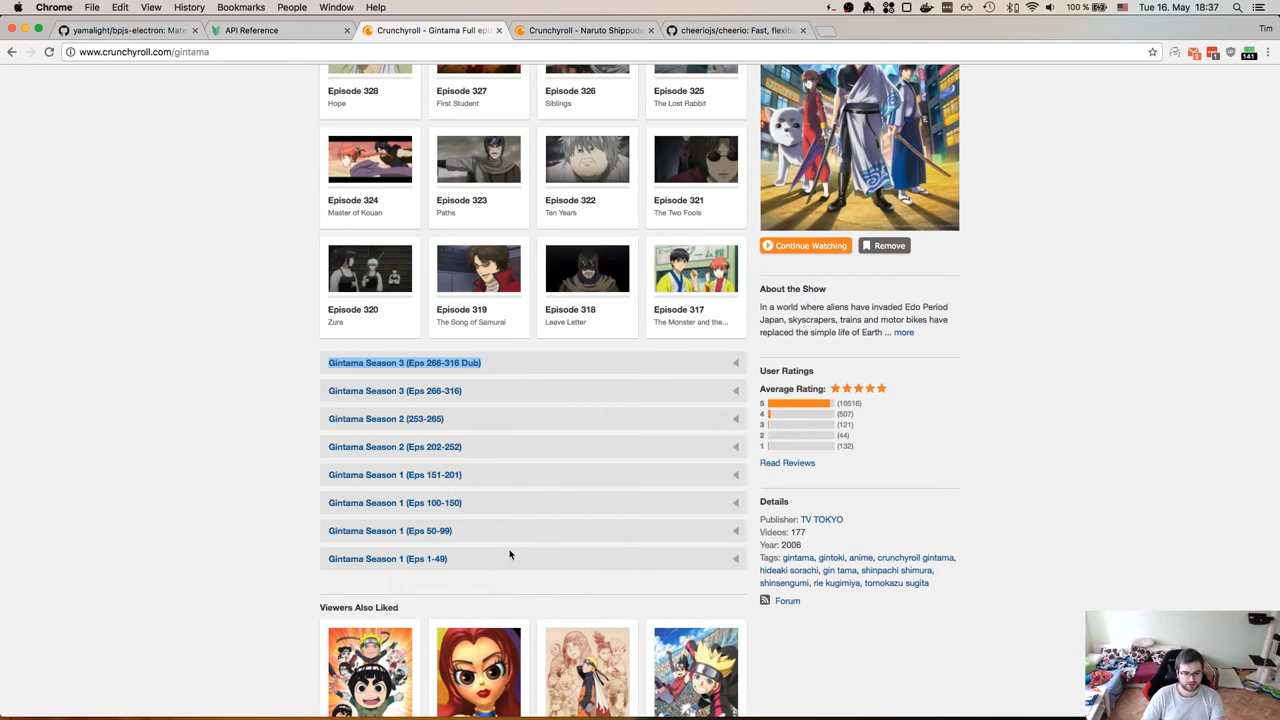 Chrome File Edit View History Bookmarks People Window Help 100 % Tue 16. May 18:37
yamalight/bpjs-electron: Mater API Reference Crunchyroll - Gintama Full epi Crunchyroll - Naruto Shippude cheeriojs/cheerio: Fast, flexible Tim
www.crunchyroll.com/gintama
Episode 328 Episode 327 Episode 326 Episode 325
Hope First Student Siblings The Lost Rabbit
Episode 324 Episode 323 Episode 322 Episode 321
Master of Kouan Paths Ten Years The Two Fools
Episode 320 Episode 319 Episode 318 Episode 317
Zura The Song of Samurai Leave Letter The Monster and the...
Gintama Season 3 (Eps 266-316 Dub)
Gintama Season 3 (Eps 266-316)
Gintama Season 2 (253-265)
Gintama Season 2 (Eps 202-252)
Gintama Season 1 (Eps 151-201)
Gintama Season 1 (Eps 100-150)
Gintama Season 1 (Eps 50-99)
Gintama Season 1 (Eps 1-49)
Viewers Also Liked
Continue Watching Remove
About the Show
In a world where aliens have invaded Edo Period
Japan, skyscrapers, trains and motor bikes have
replaced the simple life of Earth ... more
User Ratings
Average Rating:
5 (10516)
4 (507)
3 (121)
2 (44)
1 (132)
Read Reviews
Details
Publisher: TV TOKYO
Videos: 177
Year: 2006
Tags: gintama, gintoki, anime, crunchyroll gintama,
hideaki sorachi, gin tama, shinpachi shimura,
shinsengumi, rie kugimiya, tomokazu sugita
Forum